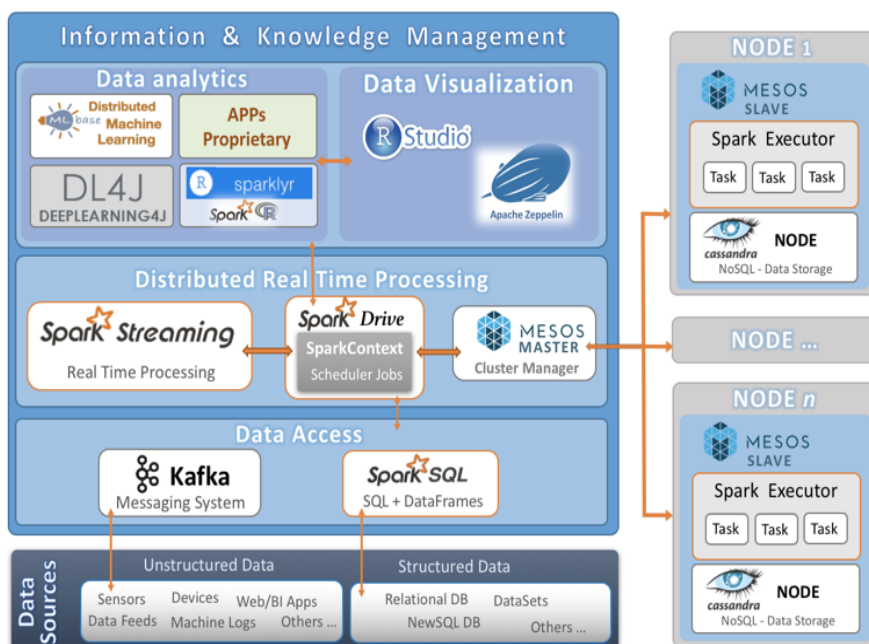 Information & Knowledge Management
Data analytics
ML base
Distributed
Machine
Learning
APPs
Proprietary
DL4J
DEEPLEARNING4J
R sparklyr
Spark R
Data Visualization
R Studio
Apache Zeppelin
Distributed Real Time Processing
Spark Streaming
Real Time Processing
Spark Drive
SparkContext
Scheduler Jobs
MESOS
MASTER
Cluster Manager
Data Access
Kafka
Messaging System
Spark SQL
SQL + DataFrames
Data
Sources
Unstructured Data
Sensors Devices Web/BI Apps
Data Feeds Machine Logs Others ...
Structured Data
Relational DB DataSets
NewSQL DB Others ...
NODE 1
MESOS
SLAVE
Spark Executor
Task Task Task
cassandra NODE
NoSQL - Data Storage
NODE ...
NODE n
MESOS
SLAVE
Spark Executor
Task Task Task
cassandra NODE
NoSQL - Data Storage